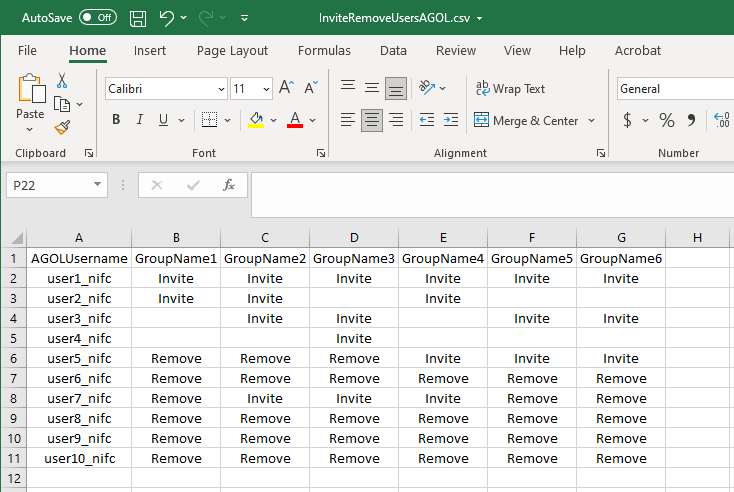 AutoSave Off InviteRemoveUsersAGOL.csv
File Home Insert Page Layout Formulas Data Review View Help Acrobat
Calibri 11 A A Wrap Text General
Paste B I U A Merge & Center $ % 9 .00
Clipboard Font Alignment Number
P22 fx
A B C D E F G H
1 AGOLUsername GroupName1 GroupName2 GroupName3 GroupName4 GroupName5 GroupName6
2 user1_nifc Invite Invite Invite Invite Invite Invite
3 user2_nifc Invite Invite Invite
4 user3_nifc Invite Invite Invite Invite
5 user4_nifc Invite
6 user5_nifc Remove Remove Remove Invite Invite Invite
7 user6_nifc Remove Remove Remove Remove Remove Remove
8 user7_nifc Remove Invite Invite Invite Remove Remove
9 user8_nifc Remove Remove Remove Remove Remove Remove
10 user9_nifc Remove Remove Remove Remove Remove Remove
11 user10_nifc Remove Remove Remove Remove Remove Remove
12